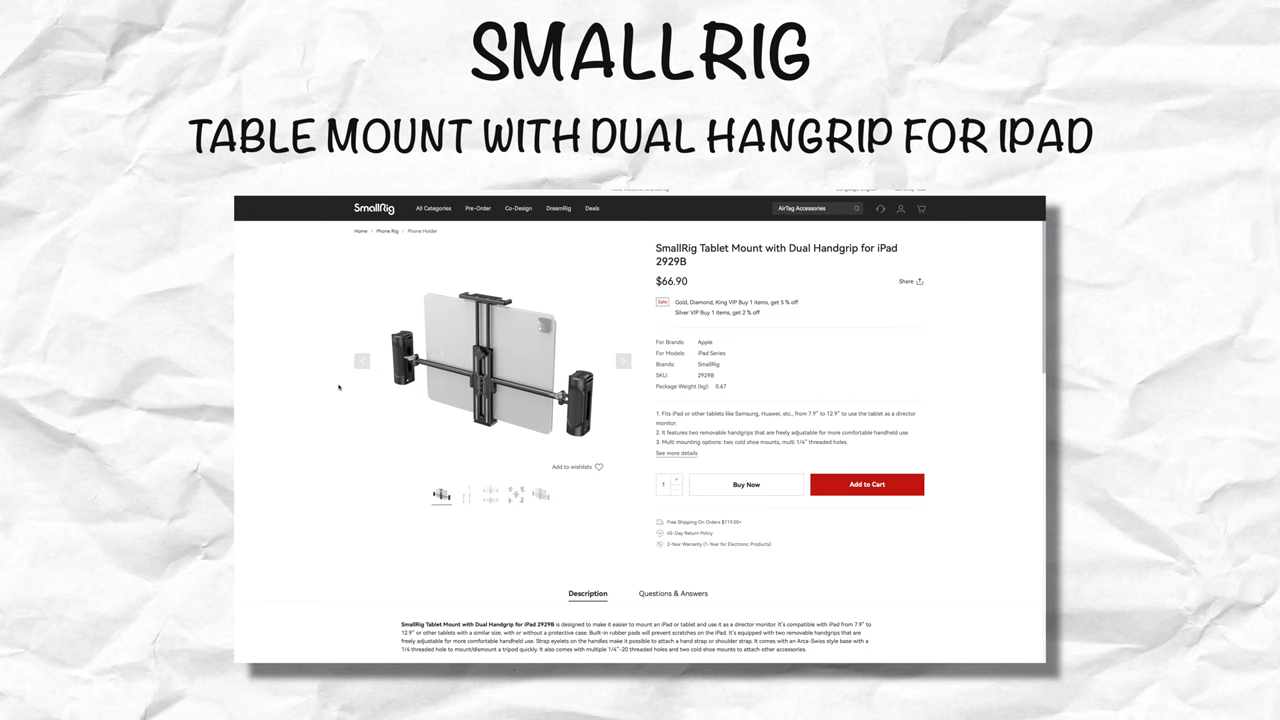 SMALLRIG
TABLE MOUNT WITH DUAL HANGRIP FOR IPAD
SmallRig
All Categories
Pre-Order
Co-Design
DreamRig
Deals
AirTag Accessories
Home / Phone Rig / Phone Holder
SmallRig Tablet Mount with Dual Handgrip for iPad
2929B
$66.90
Share
Sale
Gold, Diamond, King VIP Buy 1 items, get 5 % off
Silver VIP Buy 1 items, get 2 % off
For Brands: Apple
For Models: iPad Series
Brands: SmallRig
SKU: 2929B
Package Weight (kg): 0.67
1. Fits iPad or other tablets like Samsung, Huawei, etc., from 7.9” to 12.9” to use the tablet as a director
monitor.
2. It features two removable handgrips that are freely adjustable for more comfortable handheld use.
3. Multi mounting options: two cold shoe mounts, multi 1/4” threaded holes.
See more details
Add to wishlists
1
+
-
Buy Now
Add to Cart
Free Shipping On Orders $119.00+
45-Day Return Policy
2-Year Warranty (1-Year for Electronic Products)
Description
Questions & Answers
SmallRig Tablet Mount with Dual Handgrip for iPad 2929B is designed to make it easier to mount an iPad or tablet and use it as a director monitor. It’s compatible with iPad from 7.9” to
12.9” or other tablets with a similar size, with or without a protective case. Built-in rubber pads will prevent scratches on the iPad. It’s equipped with two removable handgrips that are
freely adjustable for more comfortable handheld use. Strap eyelets on the handles make it possible to attach a hand strap or shoulder strap. It comes with an Arca-Swiss style base with a
1/4 threaded hole to mount/dismount a tripod quickly. It also comes with multiple 1/4”-20 threaded holes and two cold shoe mounts to attach other accessories.